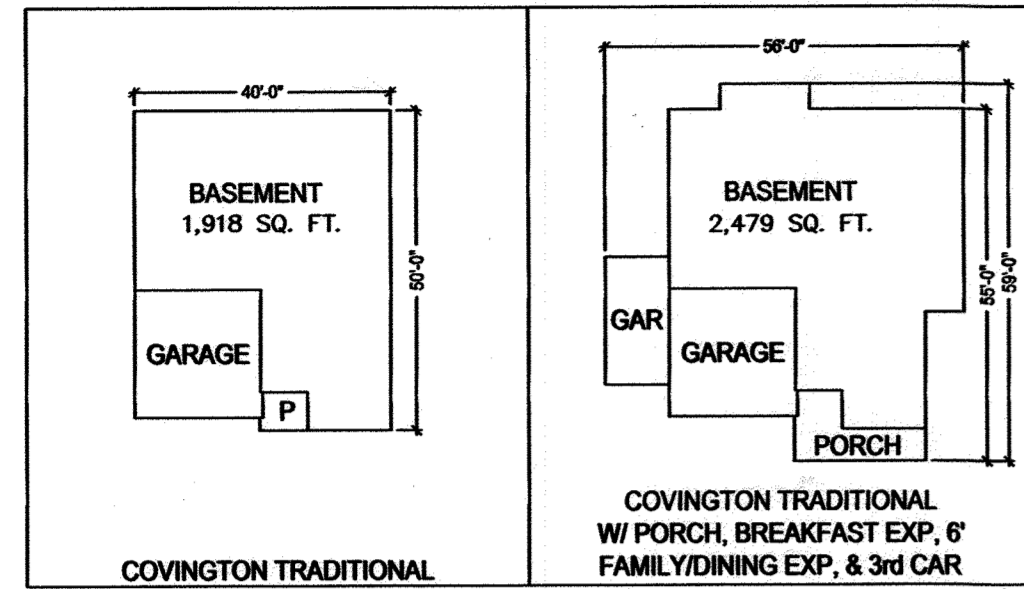 40'-0"
BASEMENT
1,918 SQ. FT.
50'-0"
GARAGE
P
COVINGTON TRADITIONAL
56'-0"
BASEMENT
2,479 SQ. FT.
55'-0"
59'-0"
GAR
GARAGE
PORCH
COVINGTON TRADITIONAL
W/ PORCH, BREAKFAST EXP, 6'
FAMILY/DINING EXP, & 3rd CAR